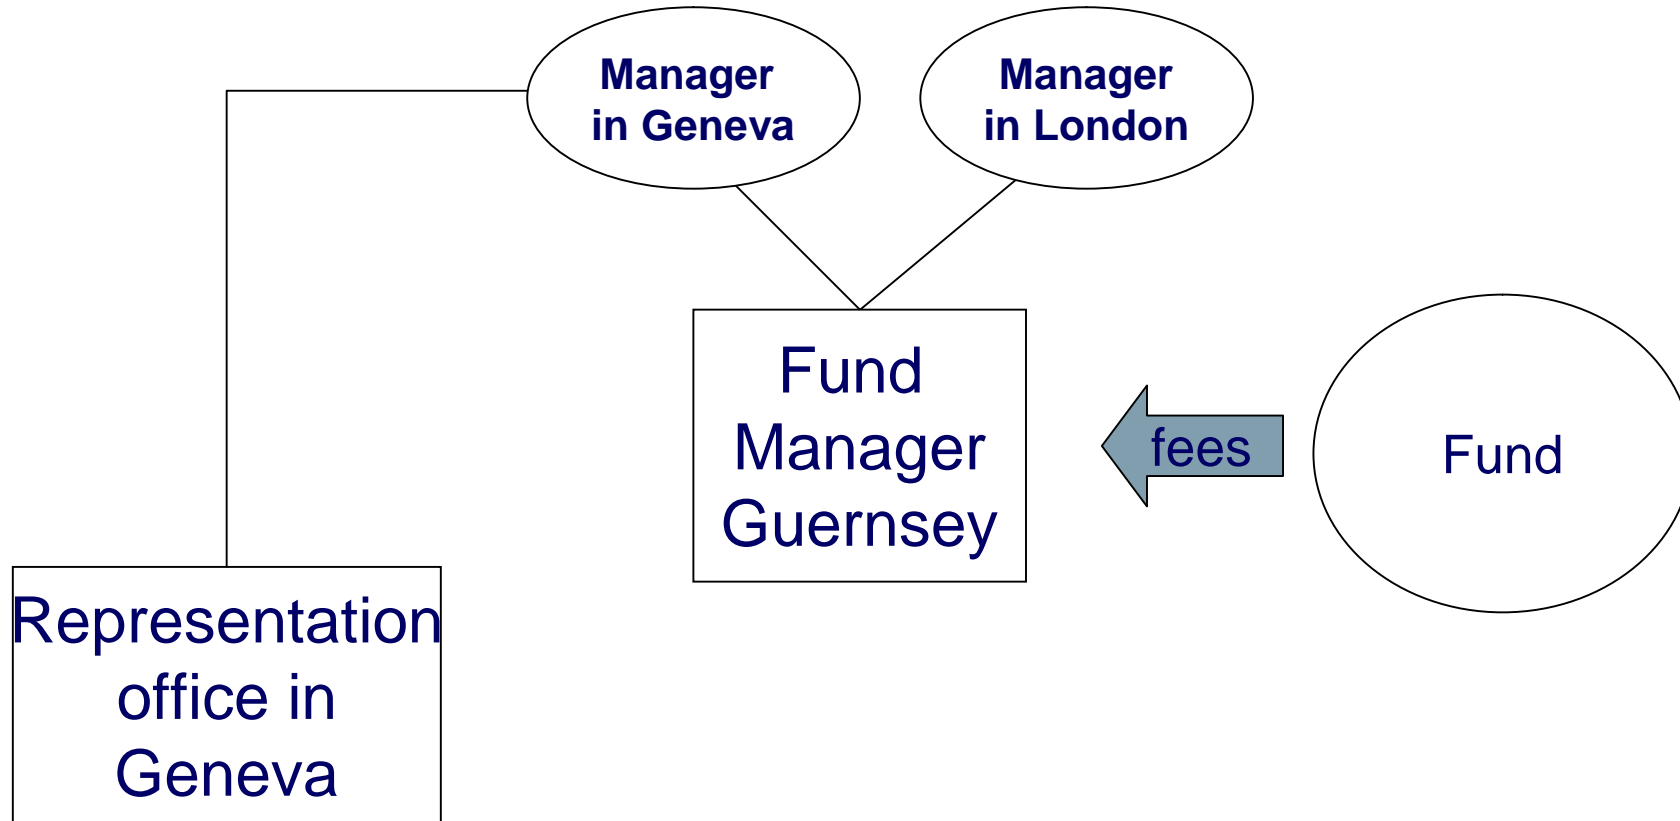 Manager
in Geneva
Manager
in London
Fund
Manager
Guernsey
fees
Fund
Representation
office in
Geneva